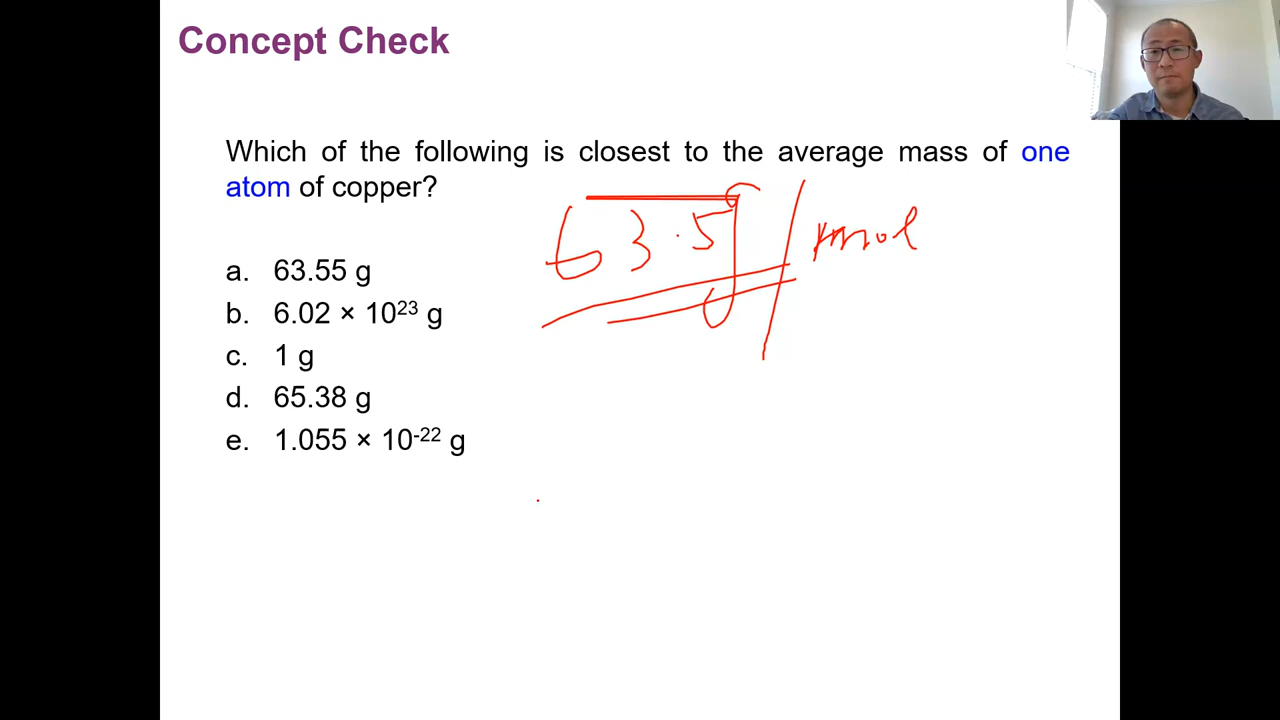 Concept Check
Which of the following is closest to the average mass of one
atom of copper?
63.5g/mol
a. 63.55 g
b. 6.02 × 10²³ g
c. 1 g
d. 65.38 g
e. 1.055 × 10⁻²² g